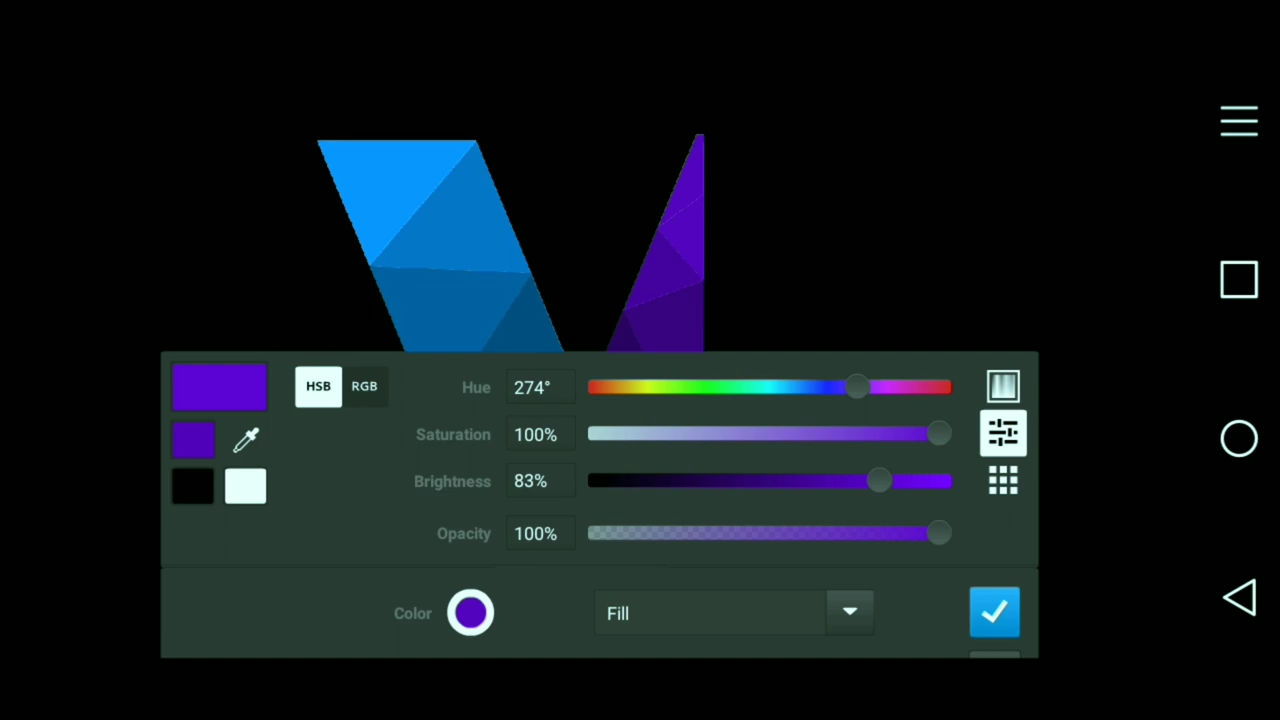 HSB RGB Hue 274°
Saturation 100%
Brightness 83%
Opacity 100%
Color Fill